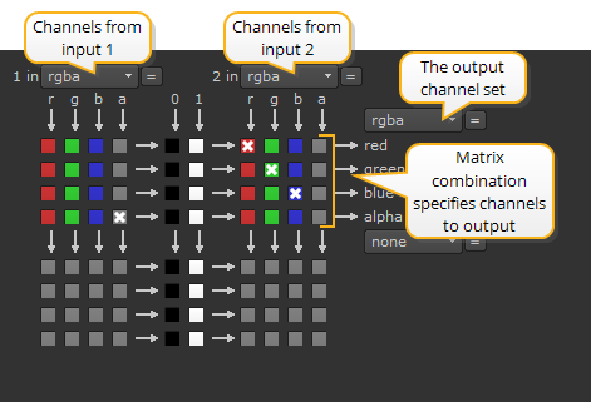 Channels from
input 1
Channels from
input 2
1 in rgba =
2 in rgba =
The output
channel set
r g b a 0 1 r g b a
rgba =
red
green
blue
alpha
Matrix
combination
specifies channels
to output
none =